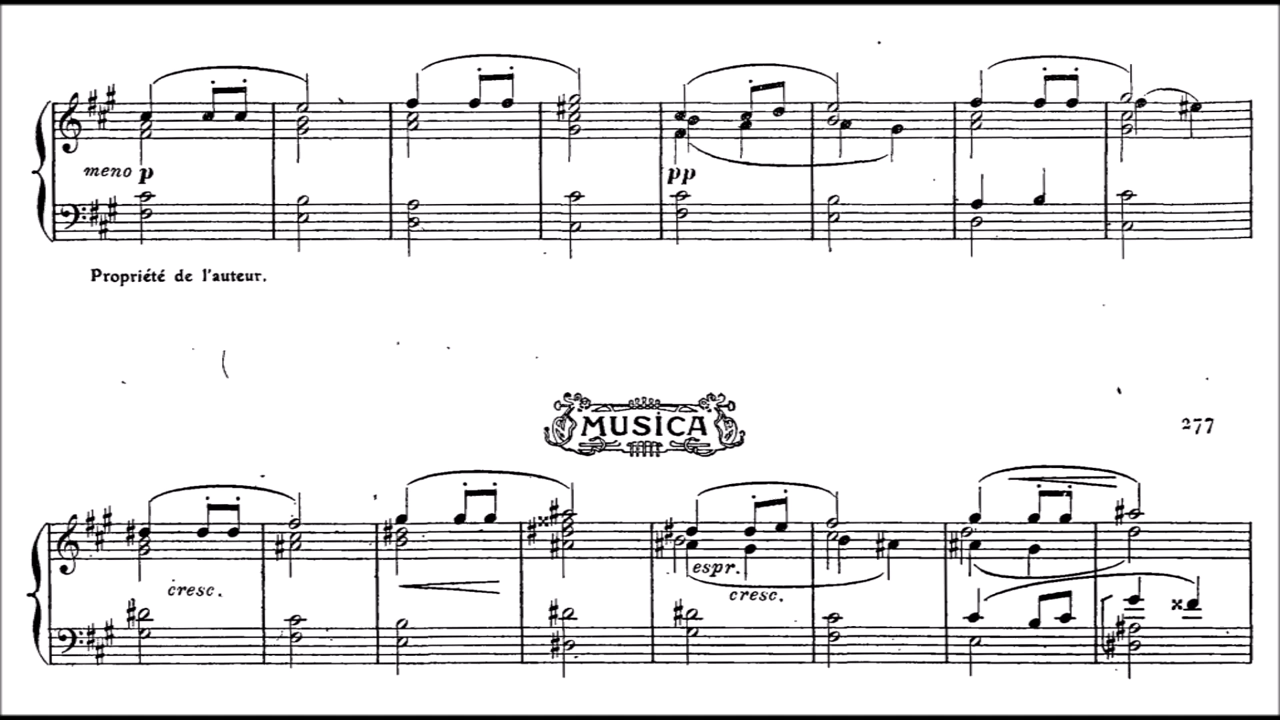 meno p
pp
Propriété de l'auteur.
MUSICA
277
cresc.
espr.
cresc.